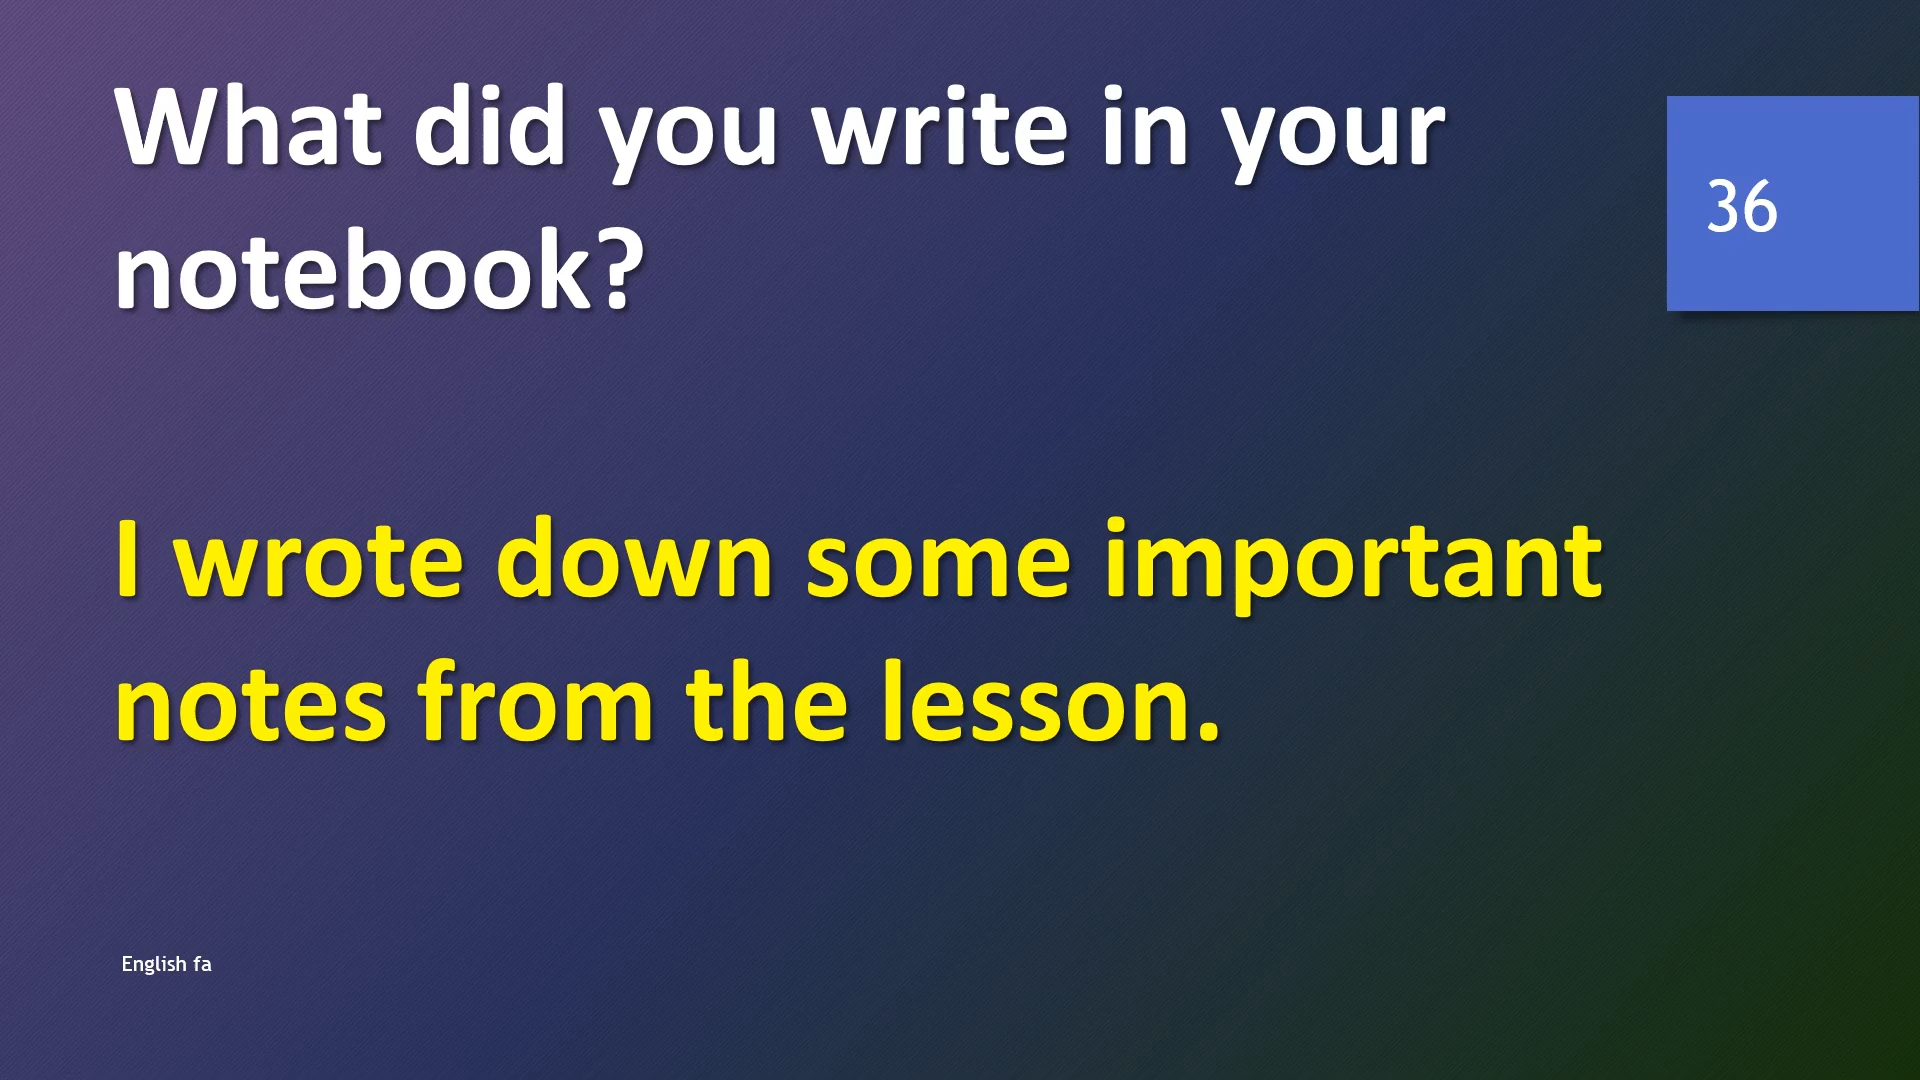 What did you write in your
notebook?
36
I wrote down some important
notes from the lesson.
English fa